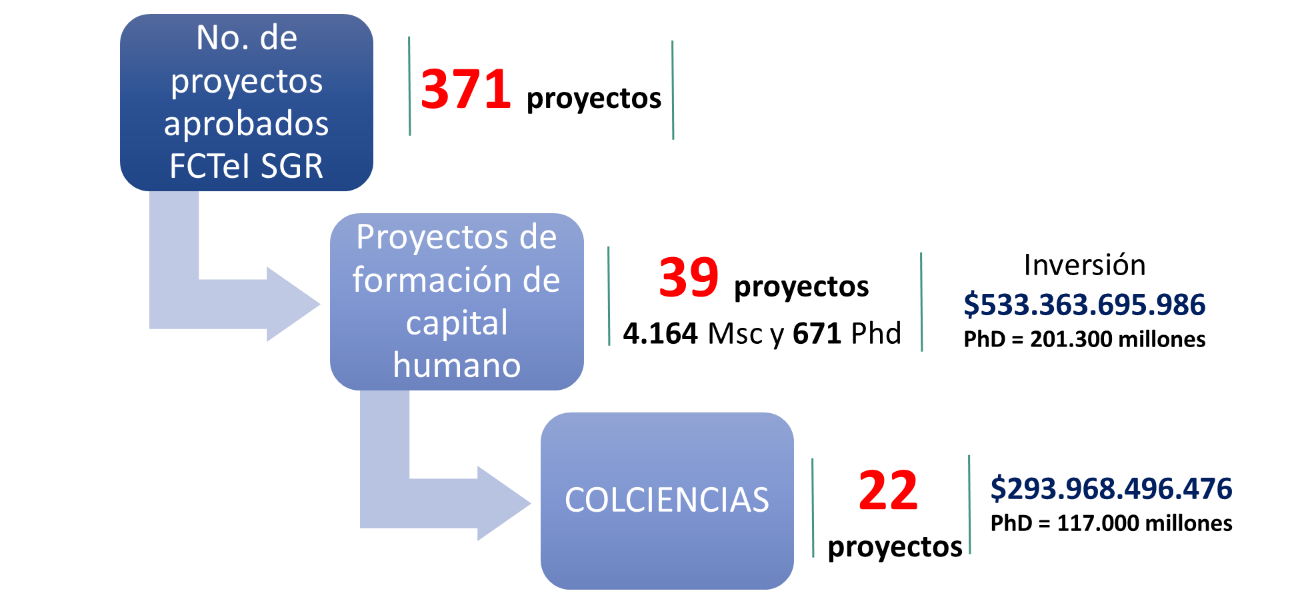 No. de
proyectos
aprobados
FCTeI SGR
371 proyectos
Proyectos de
formación de
capital
humano
39 proyectos
4.164 Msc y 671 Phd
Inversión
$533.363.695.986
PhD = 201.300 millones
COLCIENCIAS
22
proyectos
$293.968.496.476
PhD = 117.000 millones